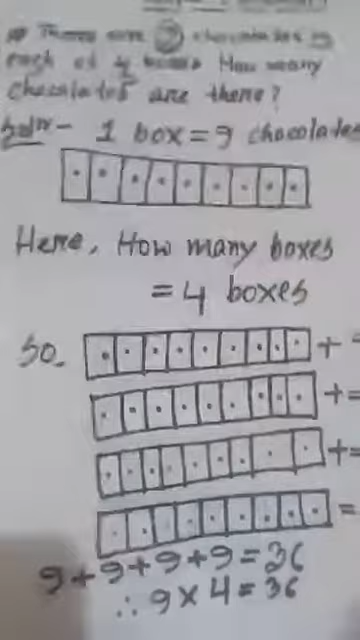 There are 9 chocolates in
each of 4 boxes How many
chocolates are there?
Soln - 1 box = 9 chocolates
Here, How many boxes
= 4 boxes
So
+
+=
+=
=
9+9+9+9=36
∴ 9 × 4 = 36